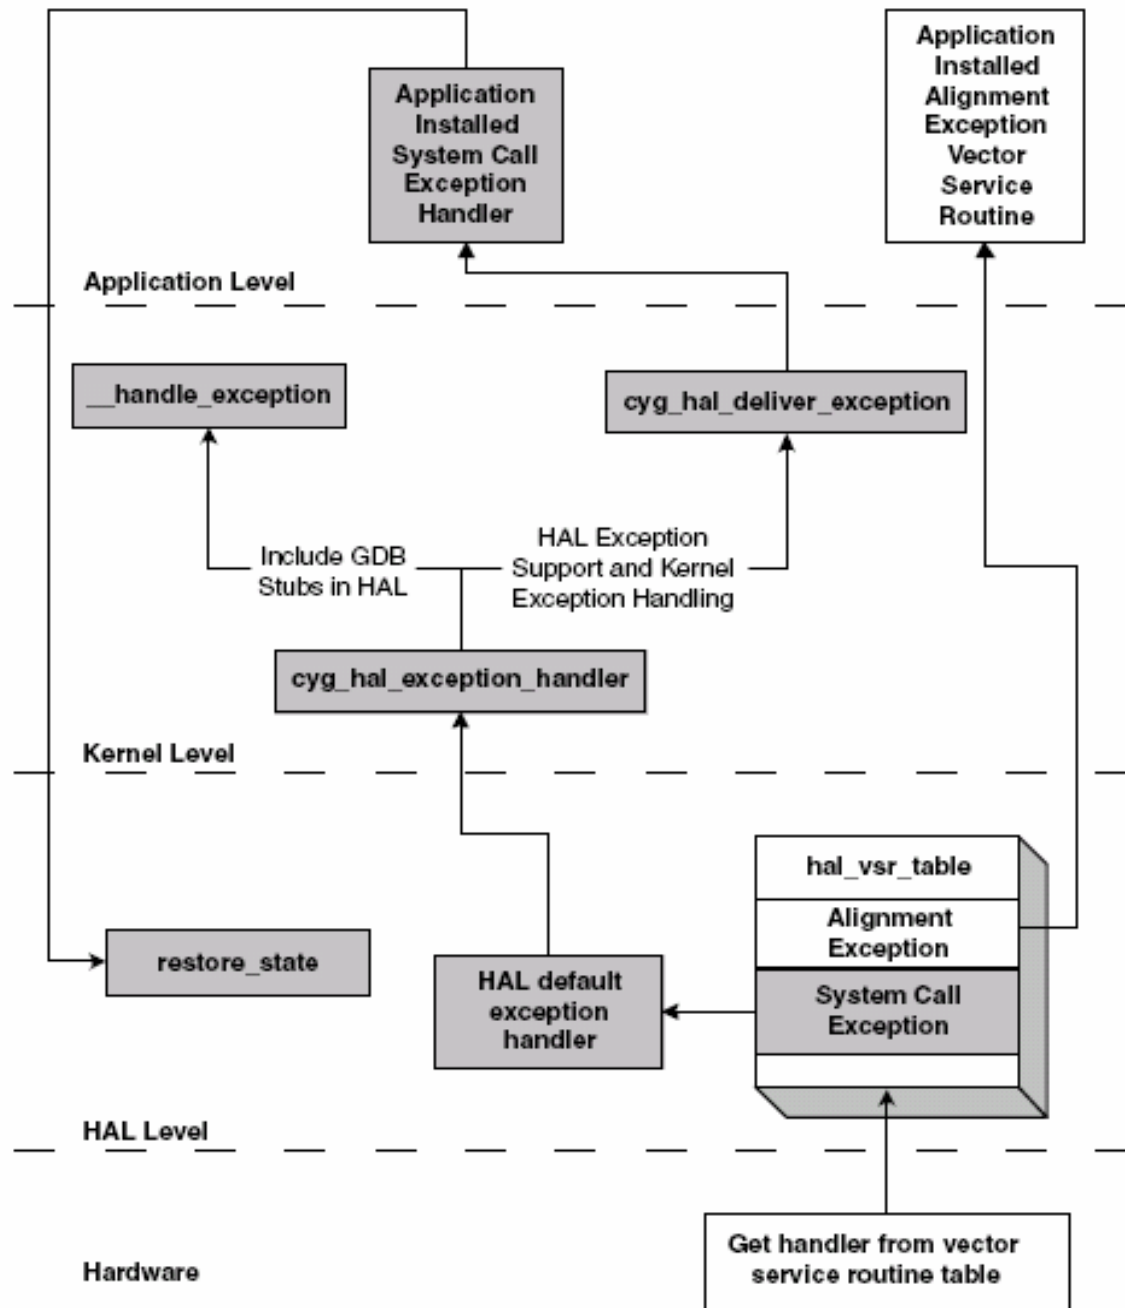 Application
Installed
System Call
Exception
Handler
Application
Installed
Alignment
Exception
Vector
Service
Routine
Application Level
__handle_exception
cyg_hal_deliver_exception
Include GDB
Stubs in HAL
HAL Exception
Support and Kernel
Exception Handling
cyg_hal_exception_handler
Kernel Level
hal_vsr_table
Alignment
Exception
System Call
Exception
restore_state
HAL default
exception
handler
HAL Level
Get handler from vector
service routine table
Hardware